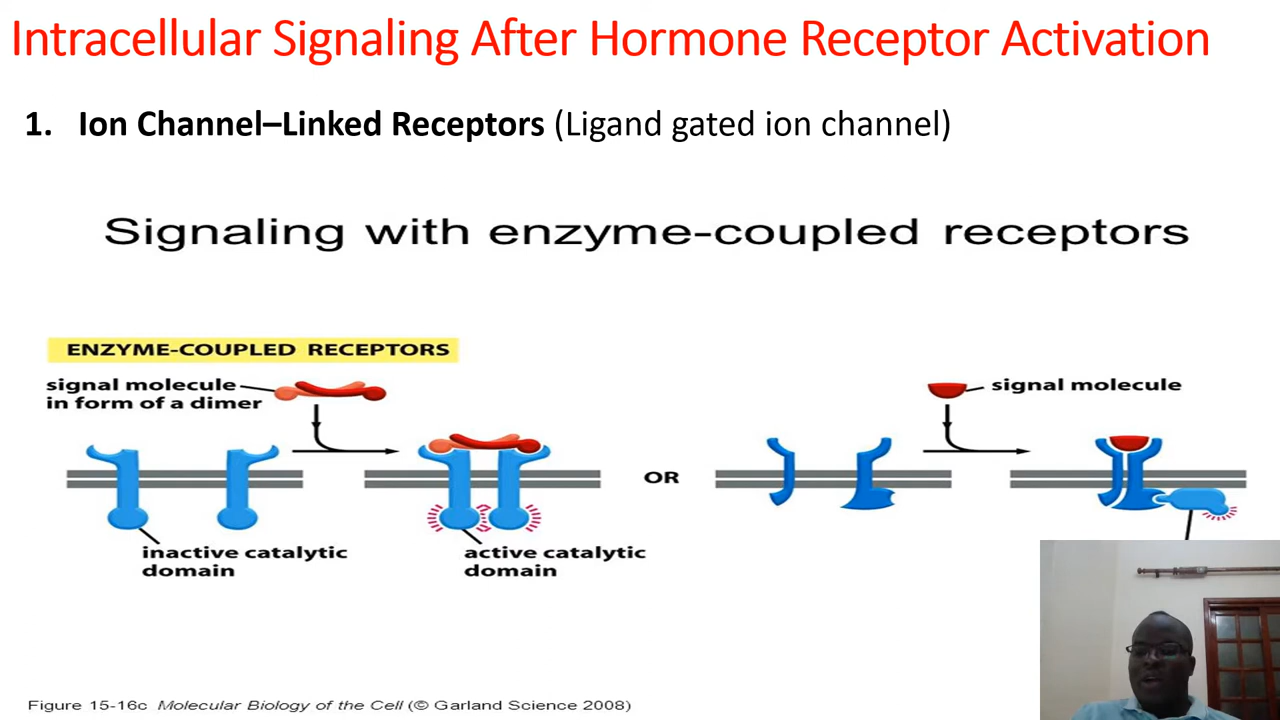 Intracellular Signaling After Hormone Receptor Activation
1. Ion Channel–Linked Receptors (Ligand gated ion channel)
Signaling with enzyme-coupled receptors
ENZYME-COUPLED RECEPTORS
signal molecule
in form of a dimer
signal molecule
OR
inactive catalytic
domain
active catalytic
domain
Figure 15-16c Molecular Biology of the Cell (© Garland Science 2008)